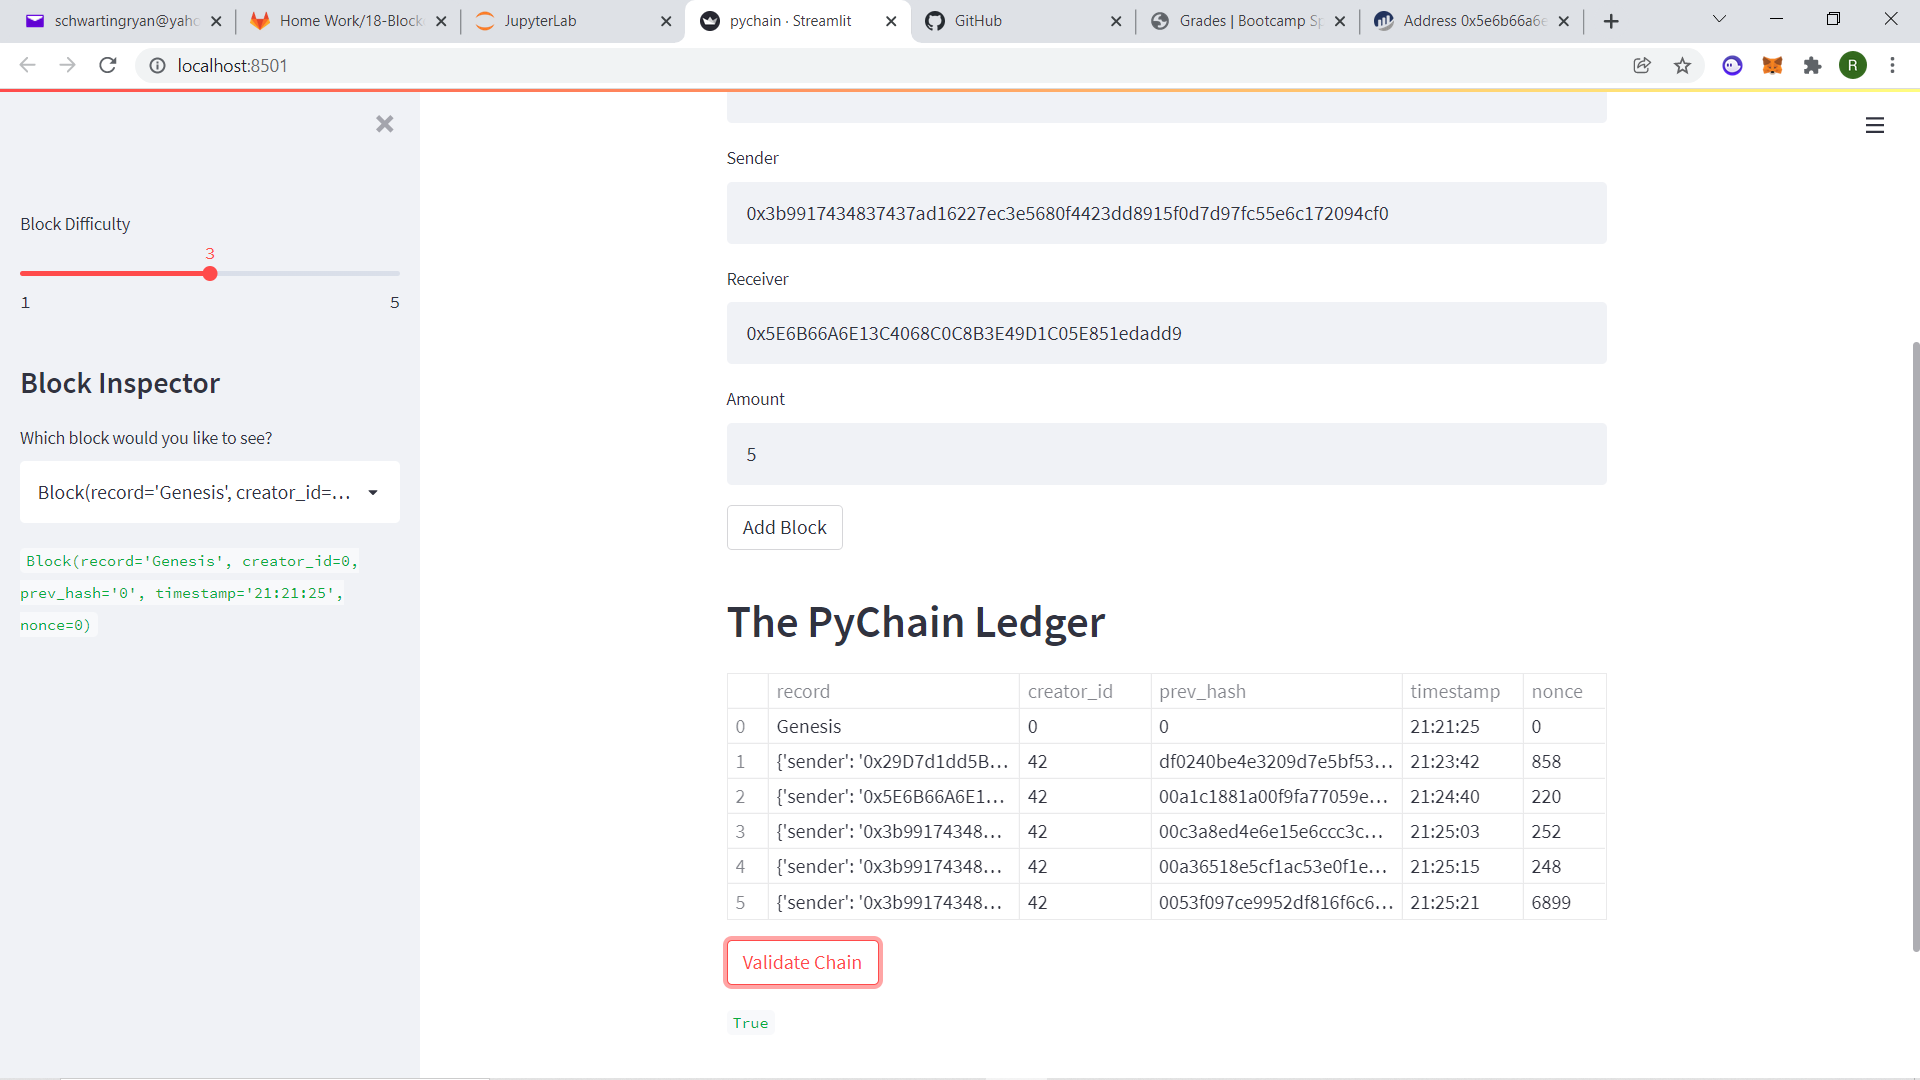 schwartingryan@yaho
Home Work/18-Blockc
JupyterLab
pychain · Streamlit
GitHub
Grades | Bootcamp Sp
Address 0x5e6b66a6e
localhost:8501
R
Block Difficulty
3
1
5
Block Inspector
Which block would you like to see?
Block(record='Genesis', creator_id=...
Block(record='Genesis', creator_id=0,
prev_hash='0', timestamp='21:21:25',
nonce=0)
Sender
0x3b9917434837437ad16227ec3e5680f4423dd8915f0d7d97fc55e6c172094cf0
Receiver
0x5E6B66A6E13C4068C0C8B3E49D1C05E851edadd9
Amount
5
Add Block
The PyChain Ledger
record creator_id prev_hash timestamp nonce
0 Genesis 0 0 21:21:25 0
1 {'sender': '0x29D7d1dd5B... 42 df0240be4e3209d7e5bf53... 21:23:42 858
2 {'sender': '0x5E6B66A6E1... 42 00a1c1881a00f9fa77059e... 21:24:40 220
3 {'sender': '0x3b99174348... 42 00c3a8ed4e6e15e6ccc3c... 21:25:03 252
4 {'sender': '0x3b99174348... 42 00a36518e5cf1ac53e0f1e... 21:25:15 248
5 {'sender': '0x3b99174348... 42 0053f097ce9952df816f6c6... 21:25:21 6899
Validate Chain
True